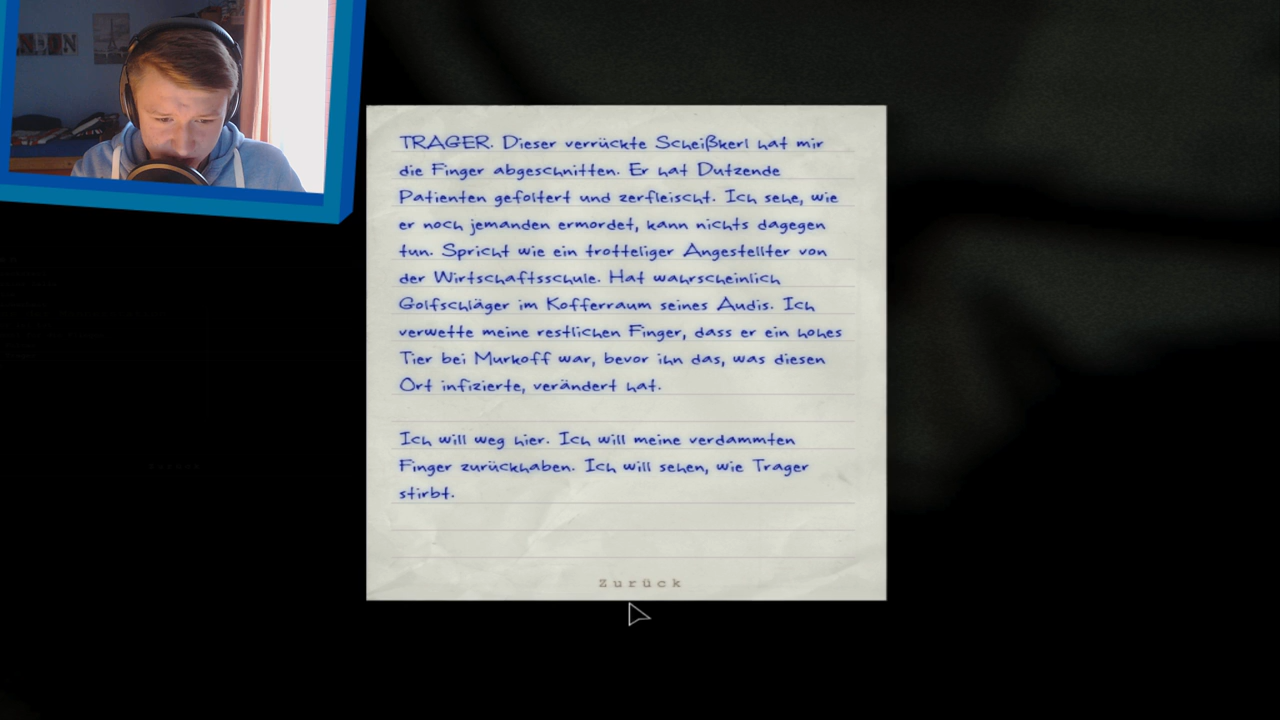 TRAGER. Dieser verrückte Scheißkerl hat mir
die Finger abgeschnitten. Er hat Dutzende
Patienten gefoltert und zerfleischt. Ich sehe, wie
er noch jemanden ermordet, kann nichts dagegen
tun. Spricht wie ein trotteliger Angestellter von
der Wirtschaftsschule. Hat wahrscheinlich
Golfschläger im Kofferraum seines Audis. Ich
verwette meine restlichen Finger, dass er ein hohes
Tier bei Murkoff war, bevor ihn das, was diesen
Ort infizierte, verändert hat.
Ich will weg hier. Ich will meine verdammten
Finger zurückhaben. Ich will sehen, wie Trager
stirbt.
Zurück